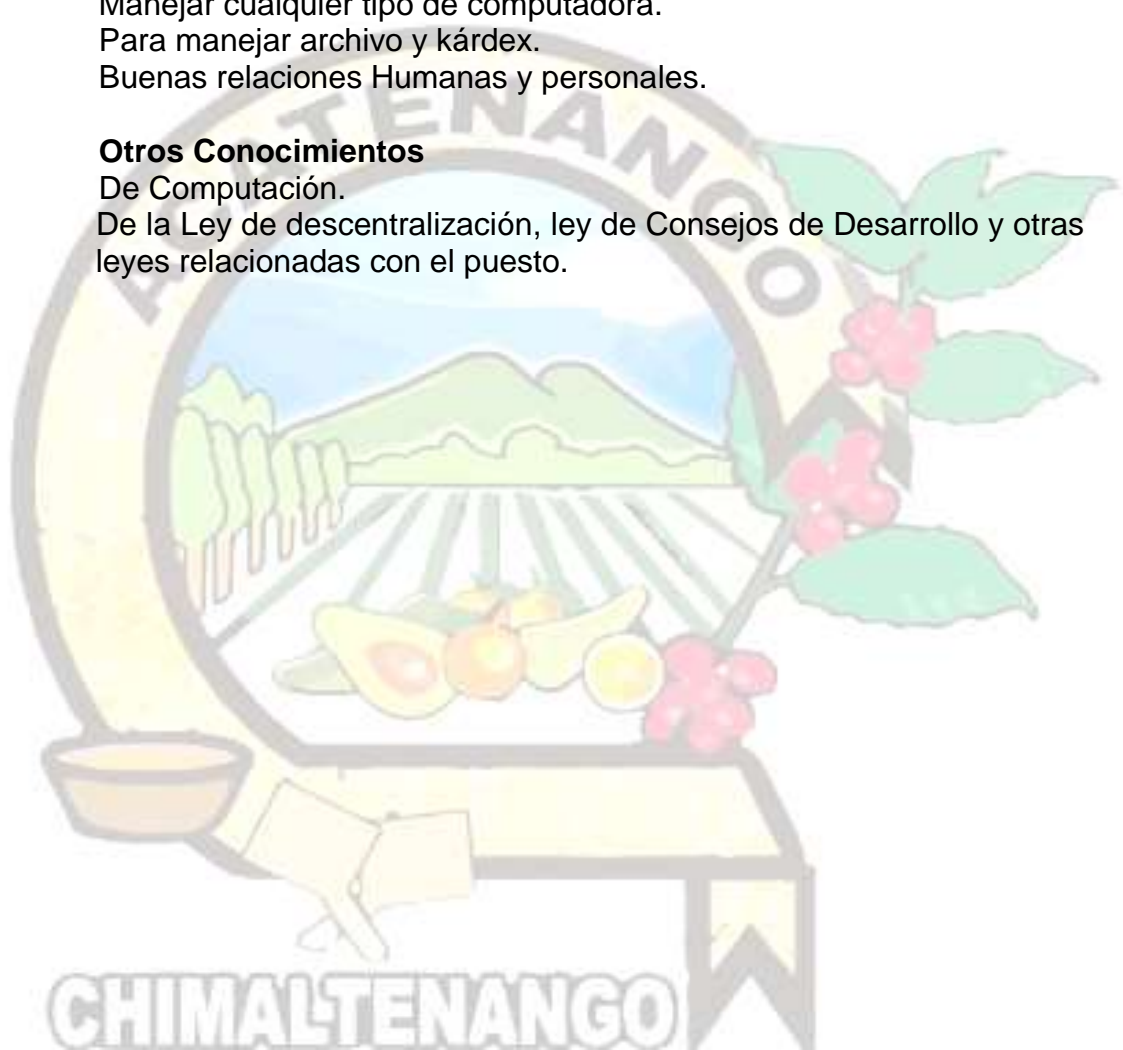 Manejar cualquier tipo de computadora.
Para manejar archivo y kárdex.
Buenas relaciones Humanas y personales.
Otros Conocimientos
De Computación.
De la Ley de descentralización, ley de Consejos de Desarrollo y otras
leyes relacionadas con el puesto.
ACATENANGO
CHIMALTENANGO